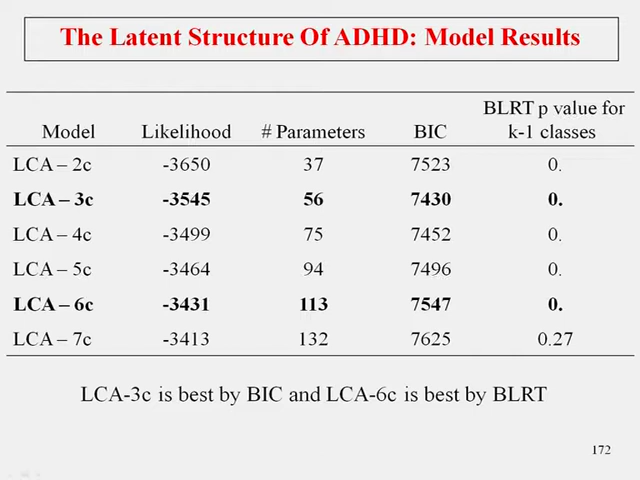 The Latent Structure Of ADHD: Model Results
BLRT p value for
Model Likelihood # Parameters BIC k-1 classes
LCA – 2c -3650 37 7523 0.
LCA – 3c -3545 56 7430 0.
LCA – 4c -3499 75 7452 0.
LCA – 5c -3464 94 7496 0.
LCA – 6c -3431 113 7547 0.
LCA – 7c -3413 132 7625 0.27
LCA-3c is best by BIC and LCA-6c is best by BLRT
172